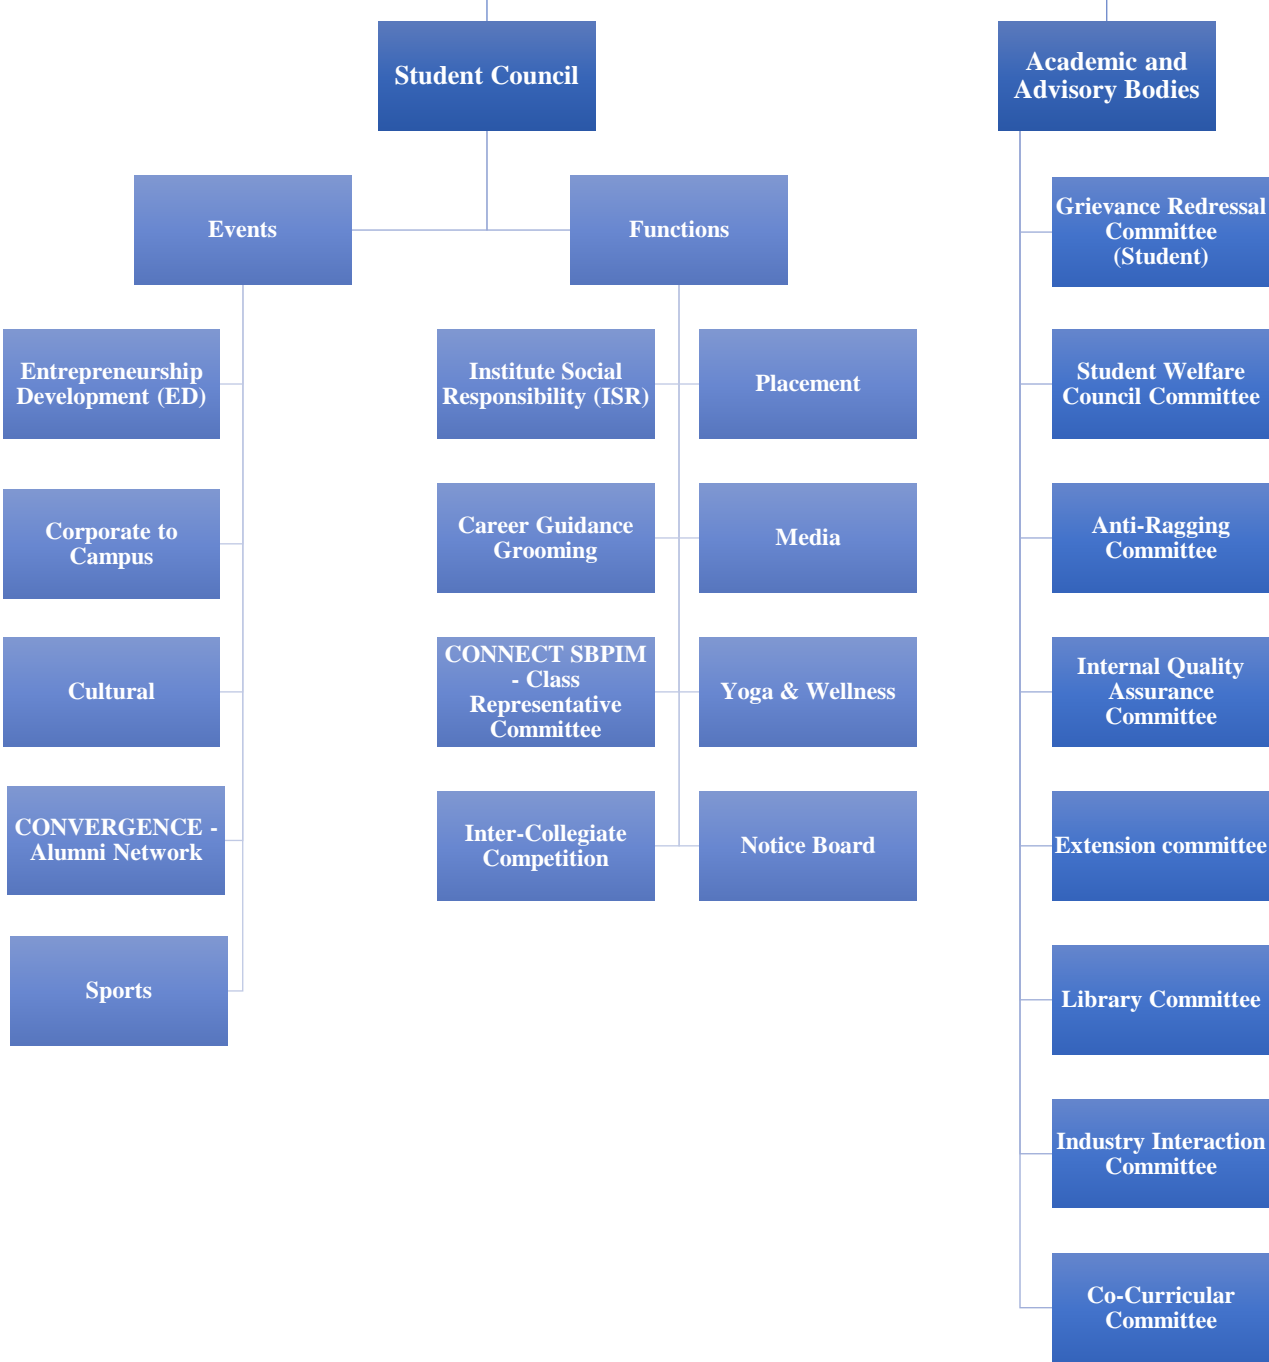 Student Council
Academic and
Advisory Bodies
Events
Functions
Grievance Redressal
Committee
(Student)
Entrepreneurship
Development (ED)
Institute Social
Responsibility (ISR)
Placement
Student Welfare
Council Committee
Corporate to
Campus
Career Guidance
Grooming
Media
Anti-Ragging
Committee
Cultural
CONNECT SBPIM
- Class
Representative
Committee
Yoga & Wellness
Internal Quality
Assurance
Committee
CONVERGENCE -
Alumni Network
Inter-Collegiate
Competition
Notice Board
Extension committee
Sports
Library Committee
Industry Interaction
Committee
Co-Curricular
Committee